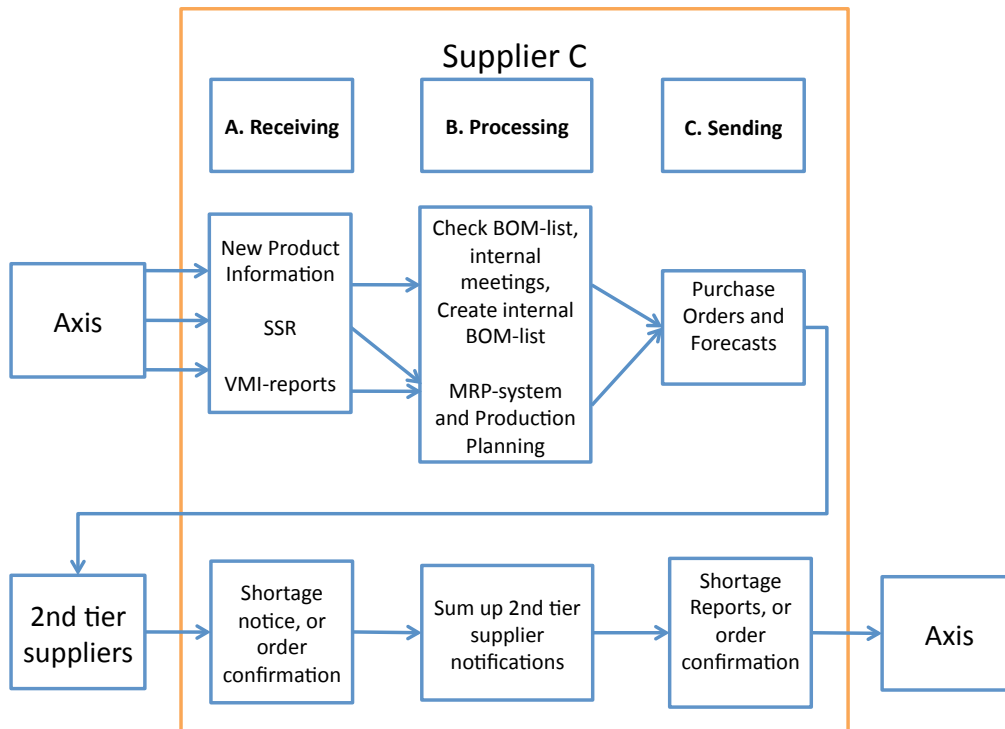 Supplier C
A. Receiving
B. Processing
C. Sending
Axis
New Product
Information
SSR
VMI-reports
Check BOM-list,
internal
meetings,
Create internal
BOM-list
MRP-system
and Production
Planning
Purchase
Orders and
Forecasts
2nd tier
suppliers
Shortage
notice, or
order
confirmation
Sum up 2nd tier
supplier
notifications
Shortage
Reports, or
order
confirmation
Axis